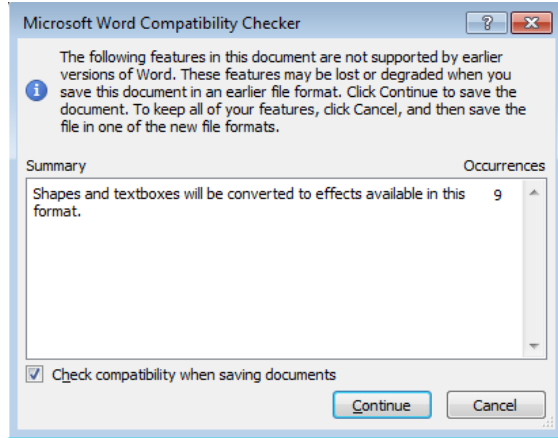 Microsoft Word Compatibility Checker
The following features in this document are not supported by earlier
versions of Word. These features may be lost or degraded when you
save this document in an earlier file format. Click Continue to save the
document. To keep all of your features, click Cancel, and then save the
file in one of the new file formats.
Summary Occurrences
Shapes and textboxes will be converted to effects available in this 9
format.
Check compatibility when saving documents
Continue Cancel